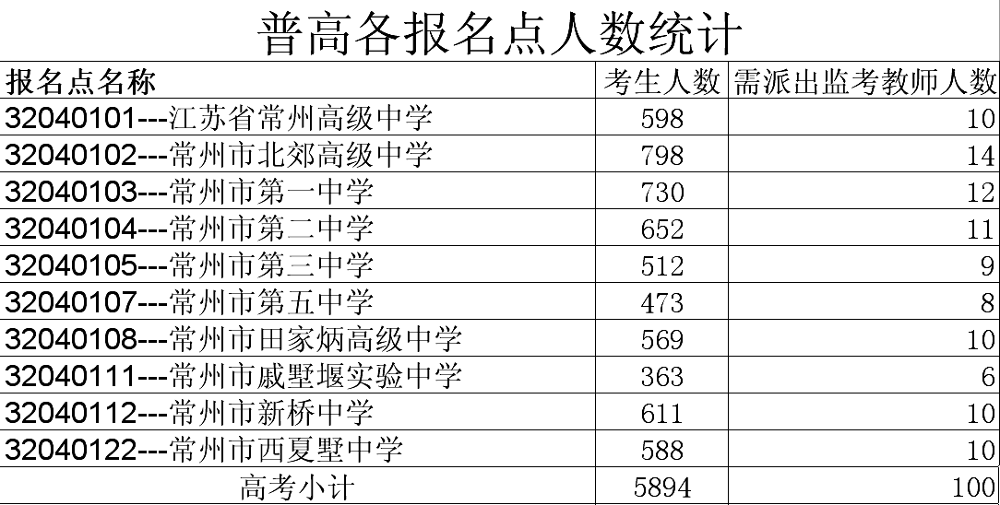 普高各报名点人数统计
报名点名称 考生人数 需派出监考教师人数
32040101---江苏省常州高级中学 598 10
32040102---常州市北郊高级中学 798 14
32040103---常州市第一中学 730 12
32040104---常州市第二中学 652 11
32040105---常州市第三中学 512 9
32040107---常州市第五中学 473 8
32040108---常州市田家炳高级中学 569 10
32040111---常州市戚墅堰实验中学 363 6
32040112---常州市新桥中学 611 10
32040122---常州市西夏墅中学 588 10
高考小计 5894 100